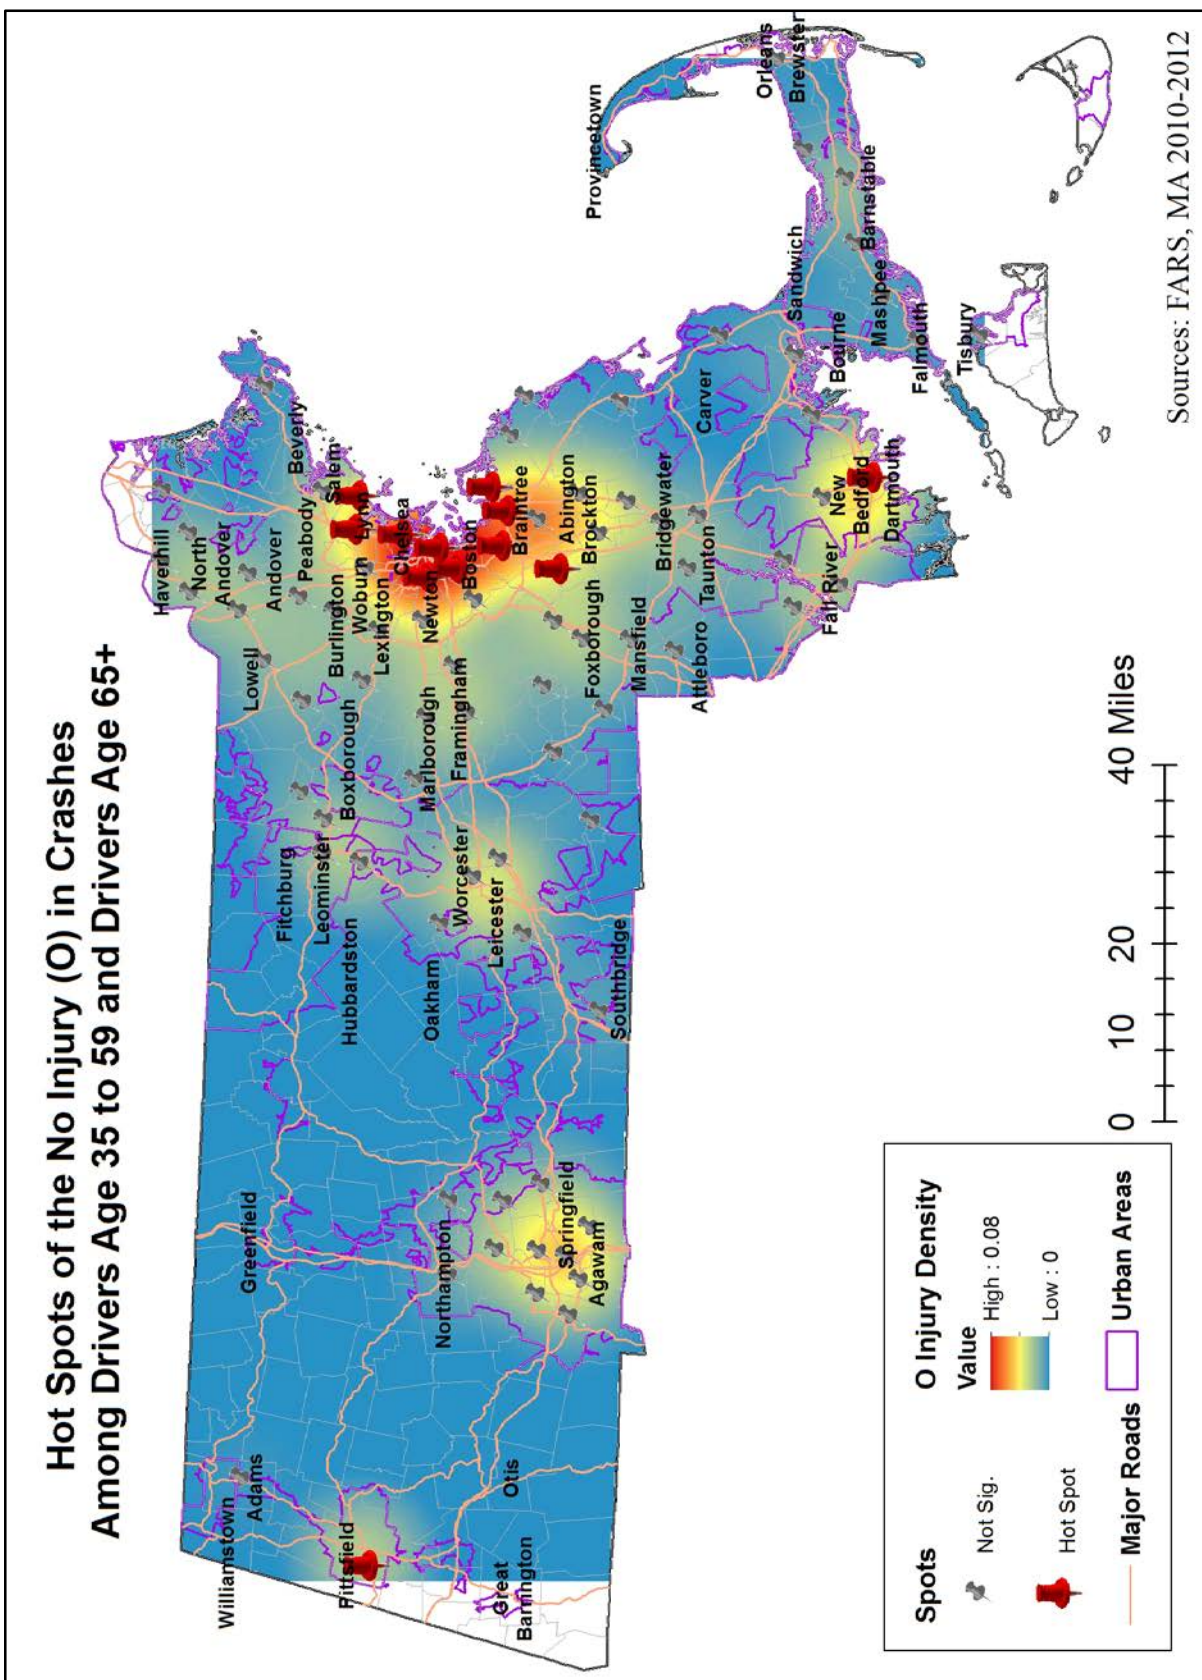 Hot Spots of the No Injury (O) in Crashes
Among Drivers Age 35 to 59 and Drivers Age 65+
Williamstown
Adams
Pittsfield
Great
Barrington
Otis
Greenfield
Northampton
Springfield
Agawam
Fitchburg
Leominster
Hubbardston
Oakham
Worcester
Leicester
Southbridge
Lowell
Boxborough
Marlborough
Framingham
Haverhill
North
Andover
Andover
Peabody
Burlington
Woburn
Lexington
Newton
Beverly
Salem
Lynn
Chelsea
Boston
Braintree
Abington
Brockton
Foxborough
Mansfield
Attleboro
Bridgewater
Taunton
Fall River
Carver
New
Bedford
Dartmouth
Provincetown
Orleans
Brewster
Sandwich
Barnstable
Bourne
Mashpee
Falmouth
Tisbury
Spots
Not Sig.
Hot Spot
Major Roads
O Injury Density
Value
High : 0.08
Low : 0
Urban Areas
0 10 20 40 Miles
Sources: FARS, MA 2010-2012